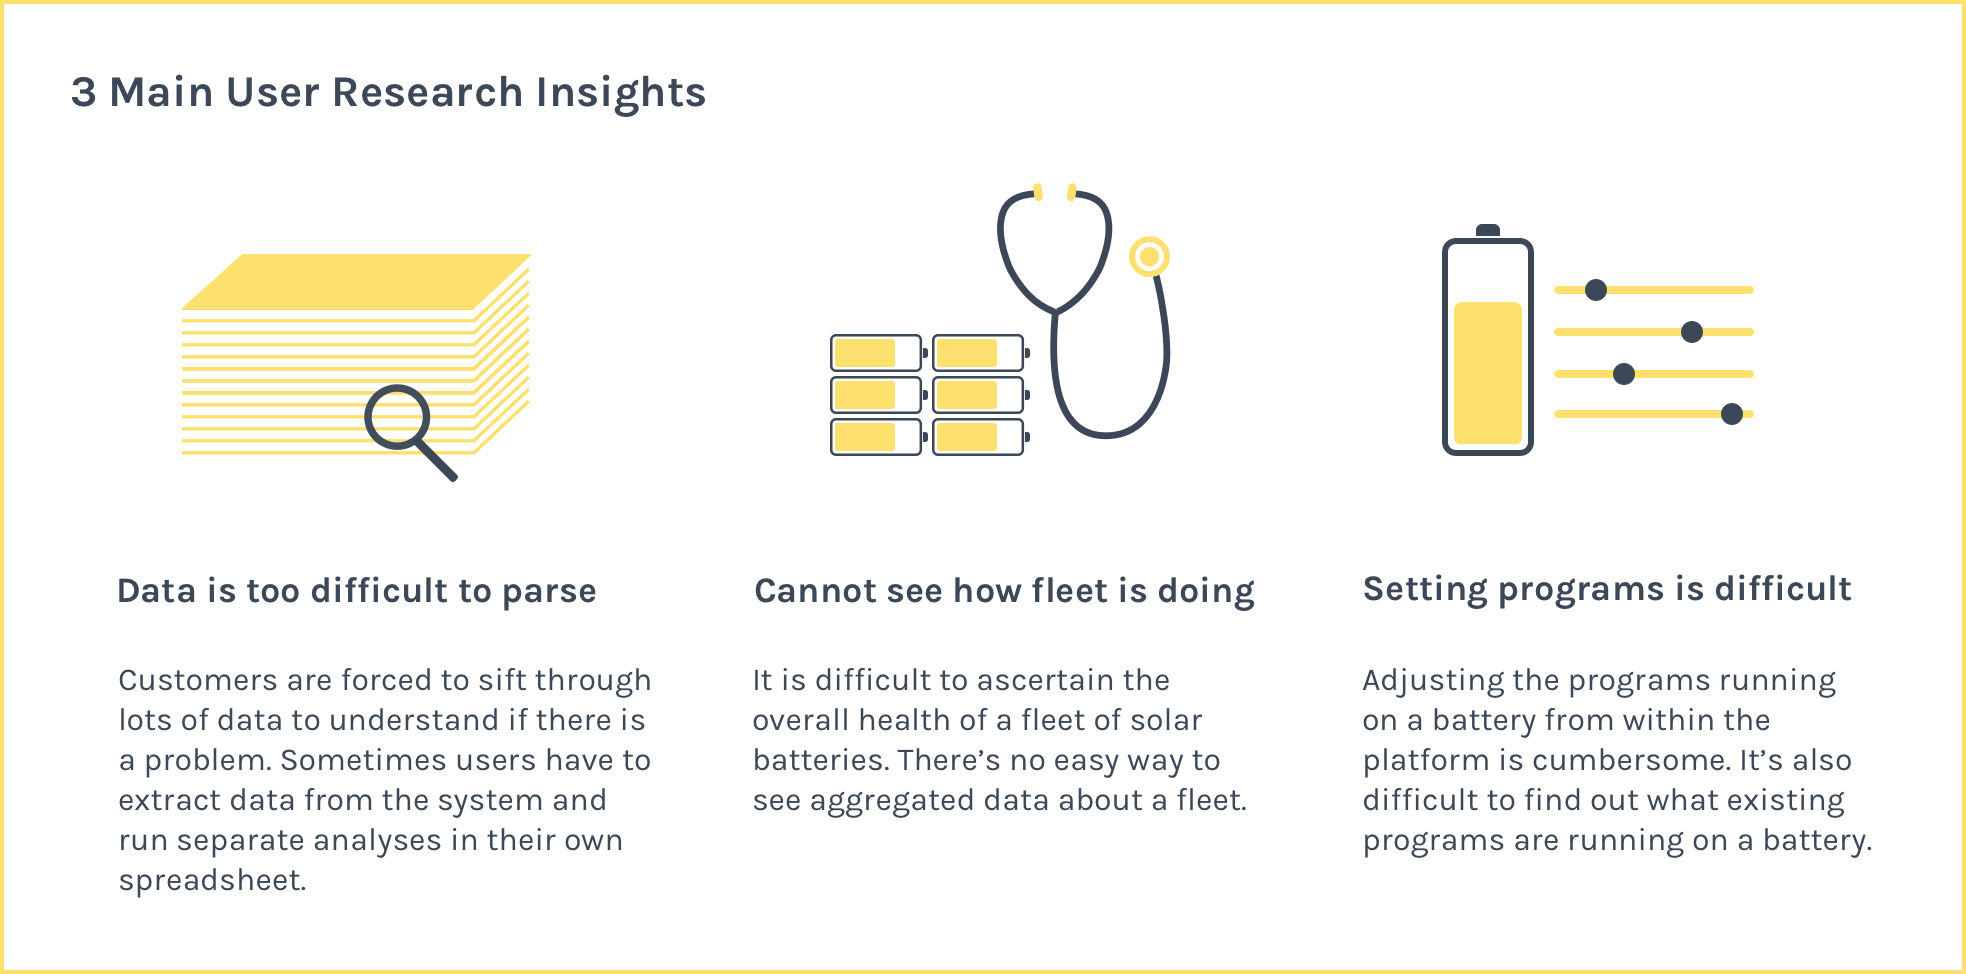 3 Main User Research Insights
Data is too difficult to parse
Customers are forced to sift through
lots of data to understand if there is
a problem. Sometimes users have to
extract data from the system and
run separate analyses in their own
spreadsheet.
Cannot see how fleet is doing
It is difficult to ascertain the
overall health of a fleet of solar
batteries. There’s no easy way to
see aggregated data about a fleet.
Setting programs is difficult
Adjusting the programs running
on a battery from within the
platform is cumbersome. It’s also
difficult to find out what existing
programs are running on a battery.